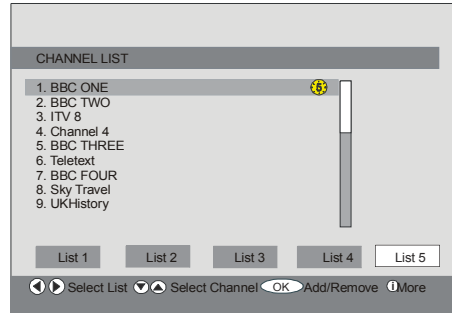 CHANNEL LIST
1. BBC ONE 5
2. BBC TWO
3. ITV 8
4. Channel 4
5. BBC THREE
6. Teletext
7. BBC FOUR
8. Sky Travel
9. UKHistory
List 1 List 2 List 3 List 4 List 5
Select List Select Channel OK Add/Remove i More